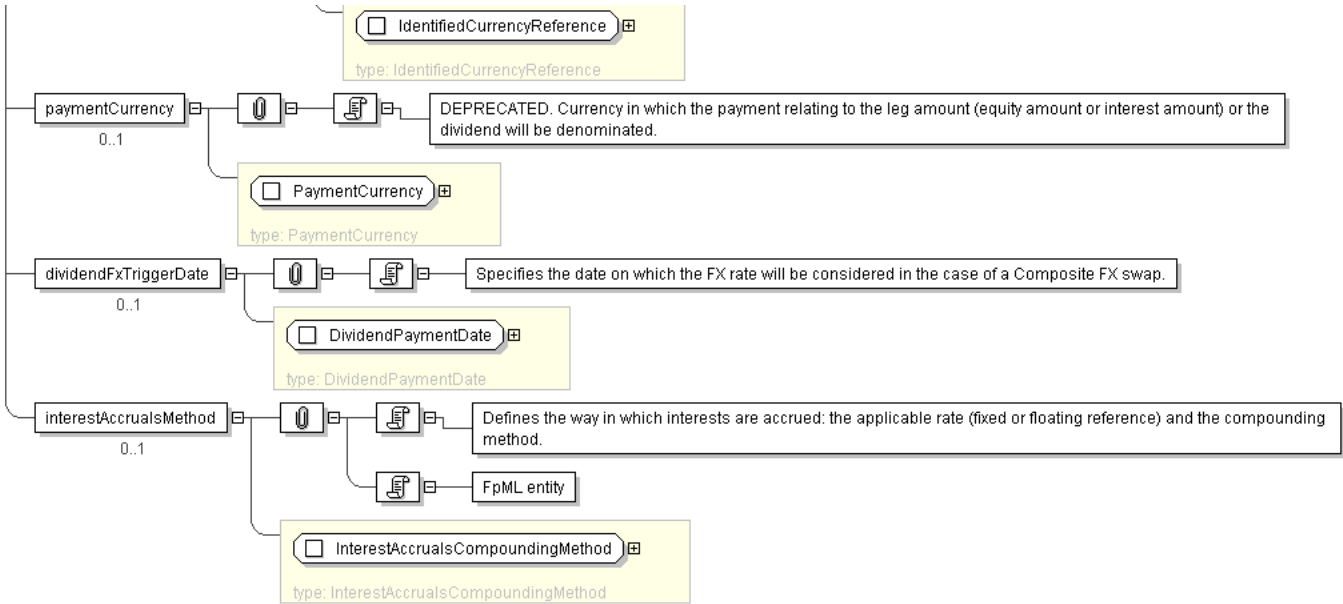 IdentifiedCurrencyReference
type: IdentifiedCurrencyReference
paymentCurrency
0..1
DEPRECATED. Currency in which the payment relating to the leg amount (equity amount or interest amount) or the
dividend will be denominated.
PaymentCurrency
type: PaymentCurrency
dividendFxTriggerDate
0..1
Specifies the date on which the FX rate will be considered in the case of a Composite FX swap.
DividendPaymentDate
type: DividendPaymentDate
interestAccrualsMethod
0..1
Defines the way in which interests are accrued: the applicable rate (fixed or floating reference) and the compounding
method.
FpML entity
InterestAccrualsCompoundingMethod
type: InterestAccrualsCompoundingMethod